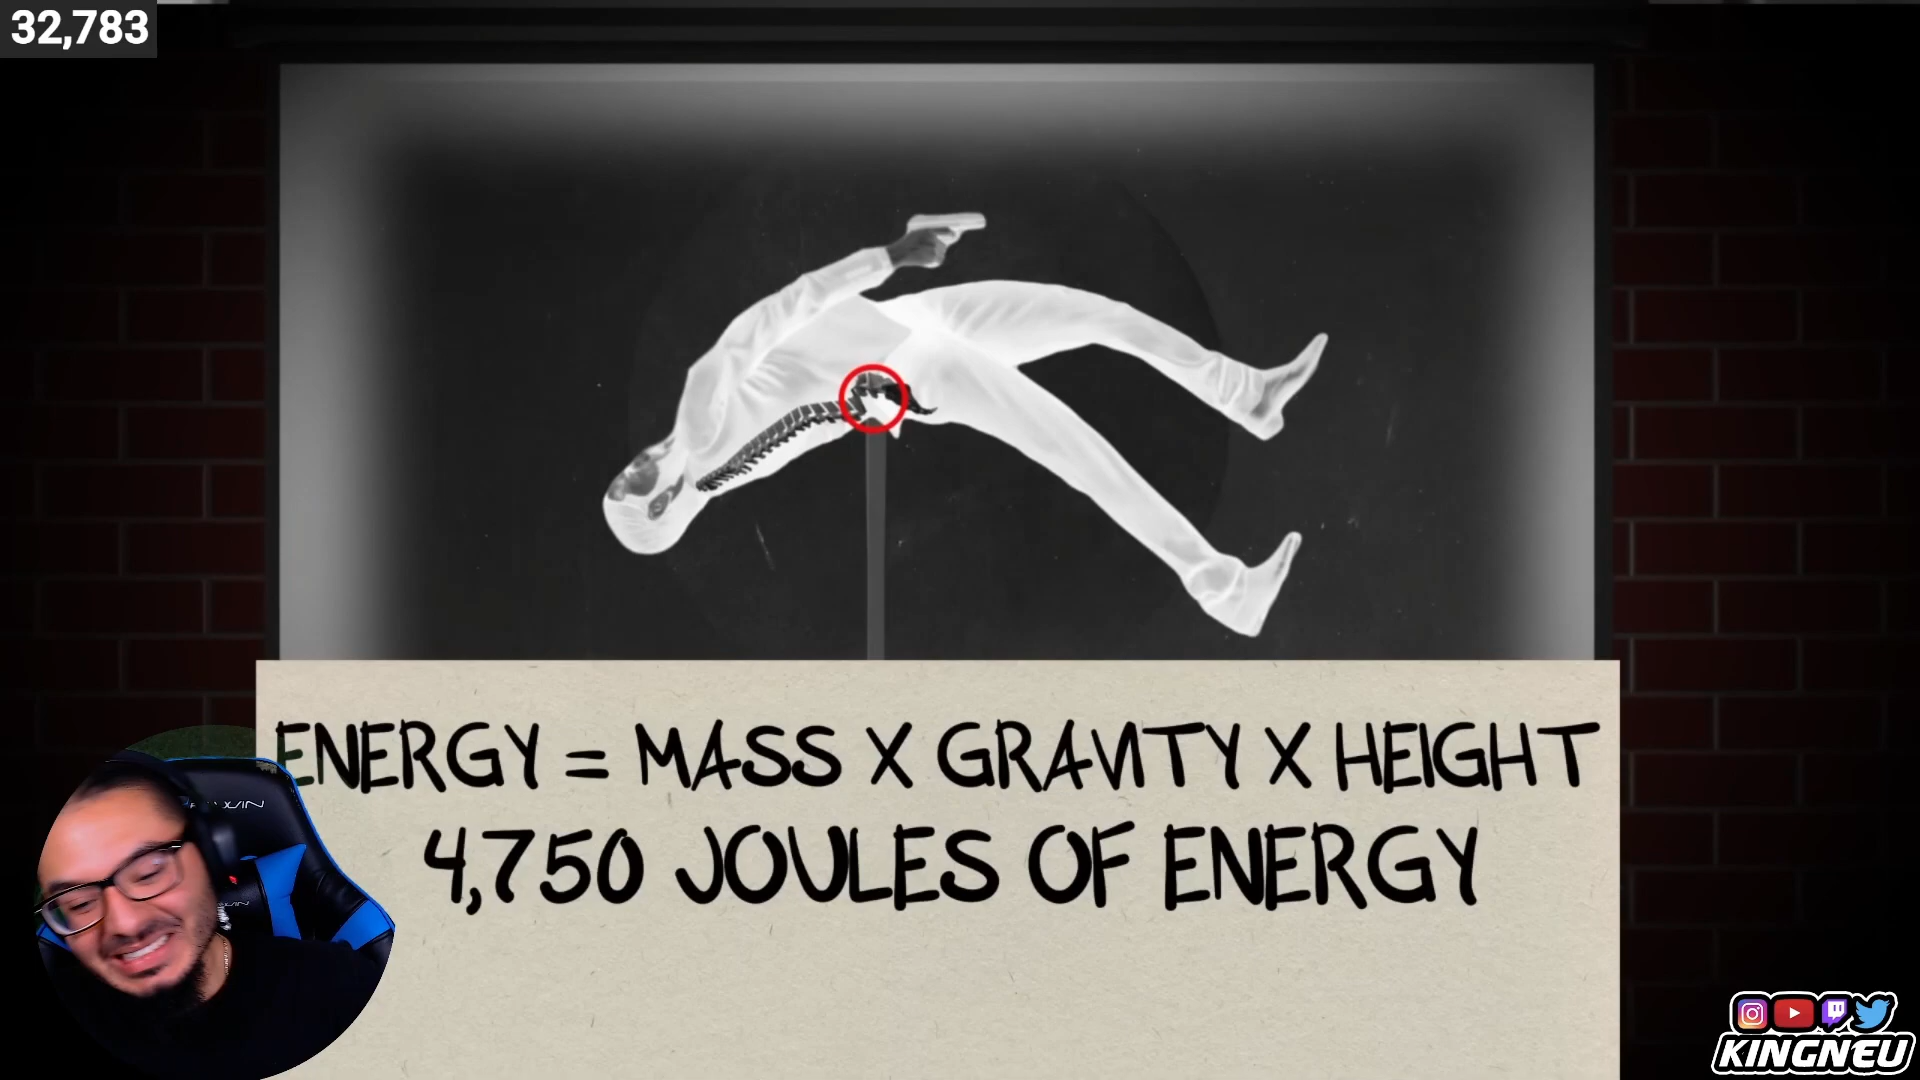 32,783
ENERGY = MASS X GRAVITY X HEIGHT
4,750 JOULES OF ENERGY
KINGNEU